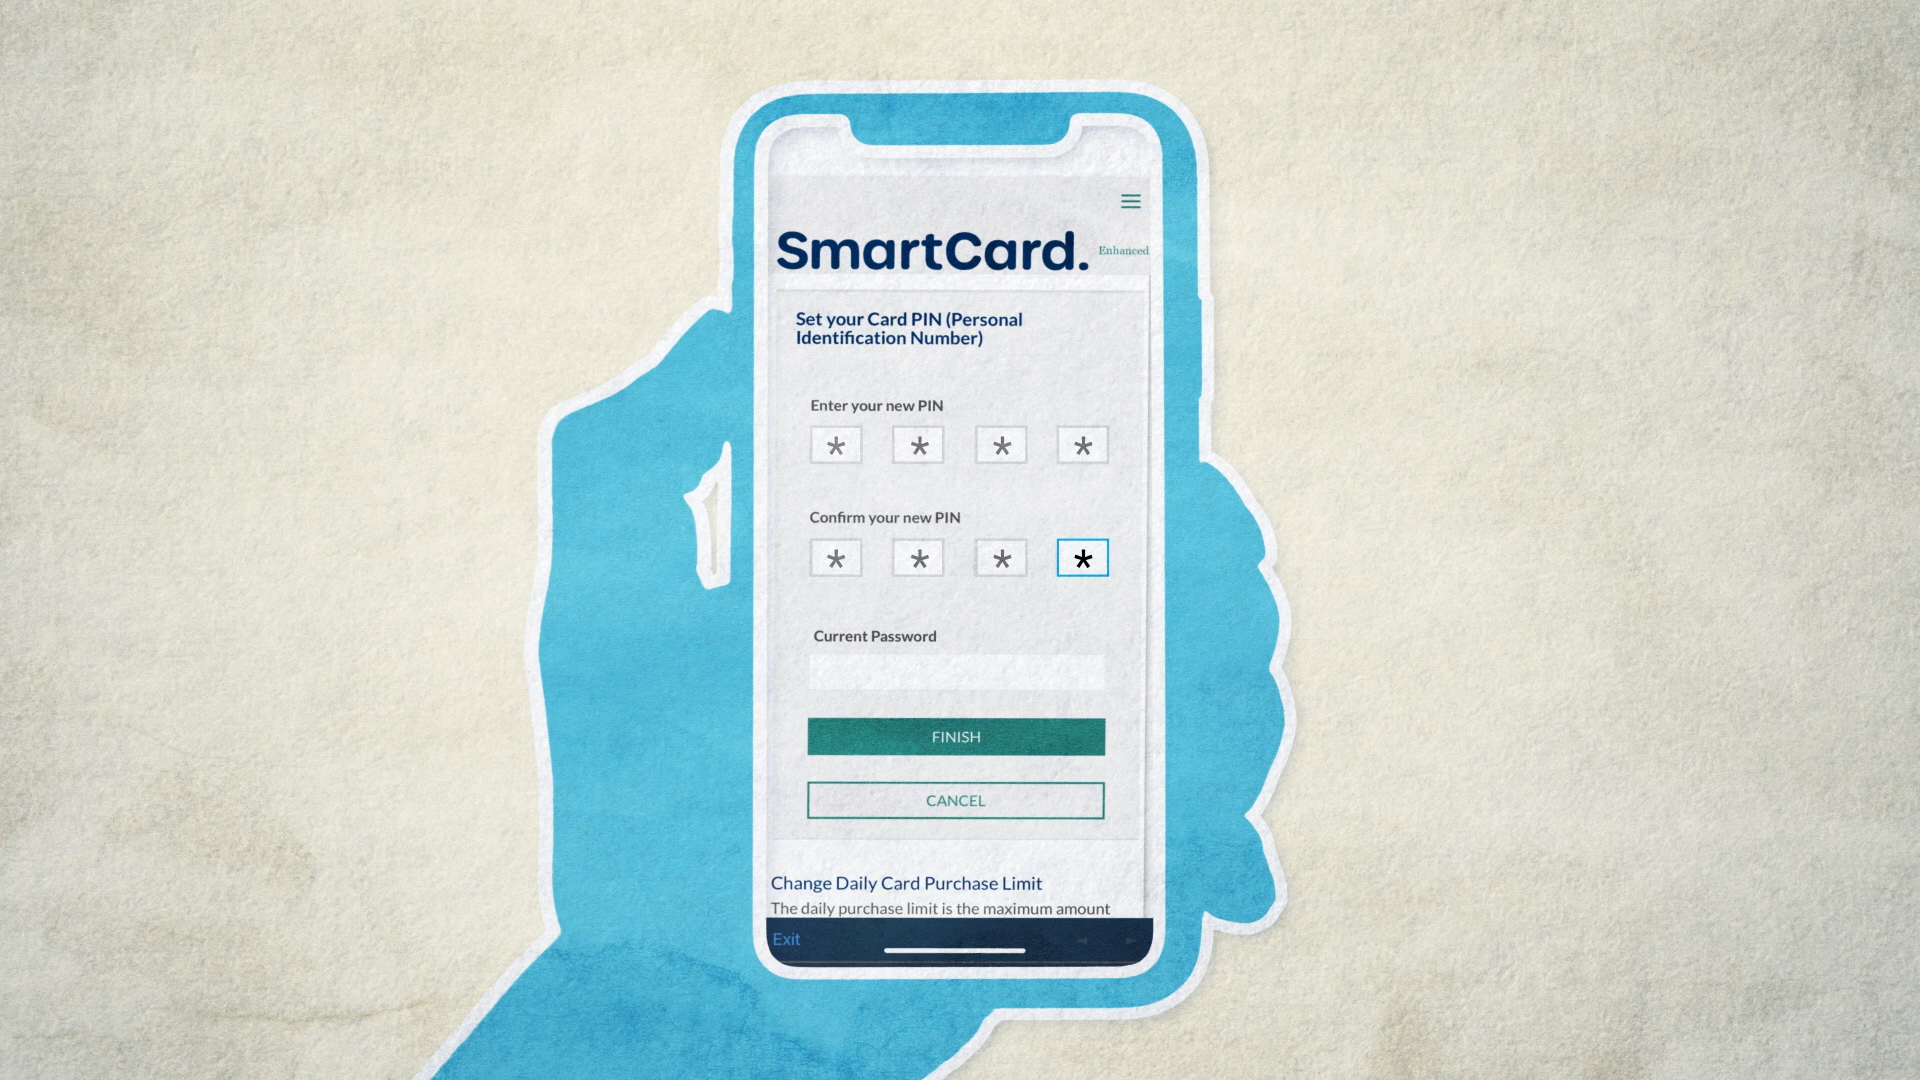 SmartCard. Enhanced
Set your Card PIN (Personal
Identification Number)
Enter your new PIN
* * * *
Confirm your new PIN
* * * *
Current Password
FINISH
CANCEL
Change Daily Card Purchase Limit
The daily purchase limit is the maximum amount
Exit